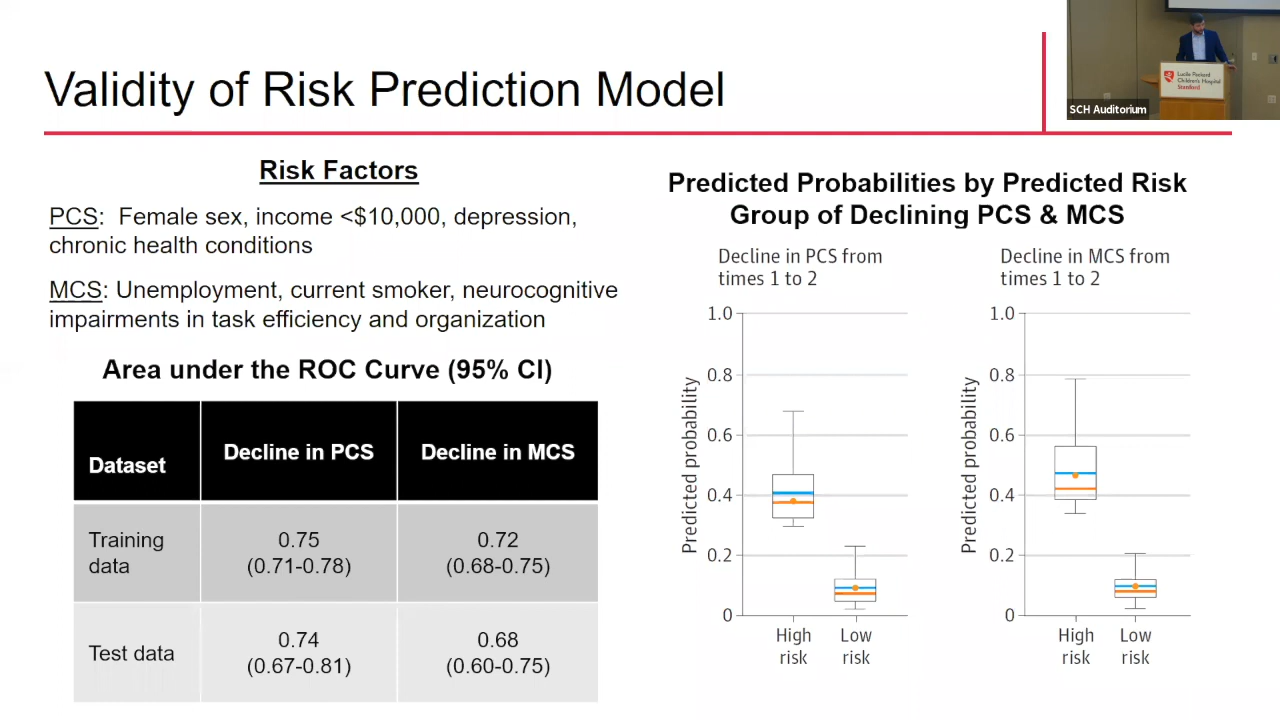 Validity of Risk Prediction Model
Lucile Packard
Children's Hospital
Stanford
SCH Auditorium
Risk Factors
PCS: Female sex, income <$10,000, depression,
chronic health conditions
MCS: Unemployment, current smoker, neurocognitive
impairments in task efficiency and organization
Area under the ROC Curve (95% CI)
Dataset Decline in PCS Decline in MCS
Training data 0.75 (0.71-0.78) 0.72 (0.68-0.75)
Test data 0.74 (0.67-0.81) 0.68 (0.60-0.75)
Predicted Probabilities by Predicted Risk
Group of Declining PCS & MCS
Decline in PCS from
times 1 to 2
Predicted probability
1.0
0.8
0.6
0.4
0.2
0
High risk
Low risk
Decline in MCS from
times 1 to 2
Predicted probability
1.0
0.8
0.6
0.4
0.2
0
High risk
Low risk